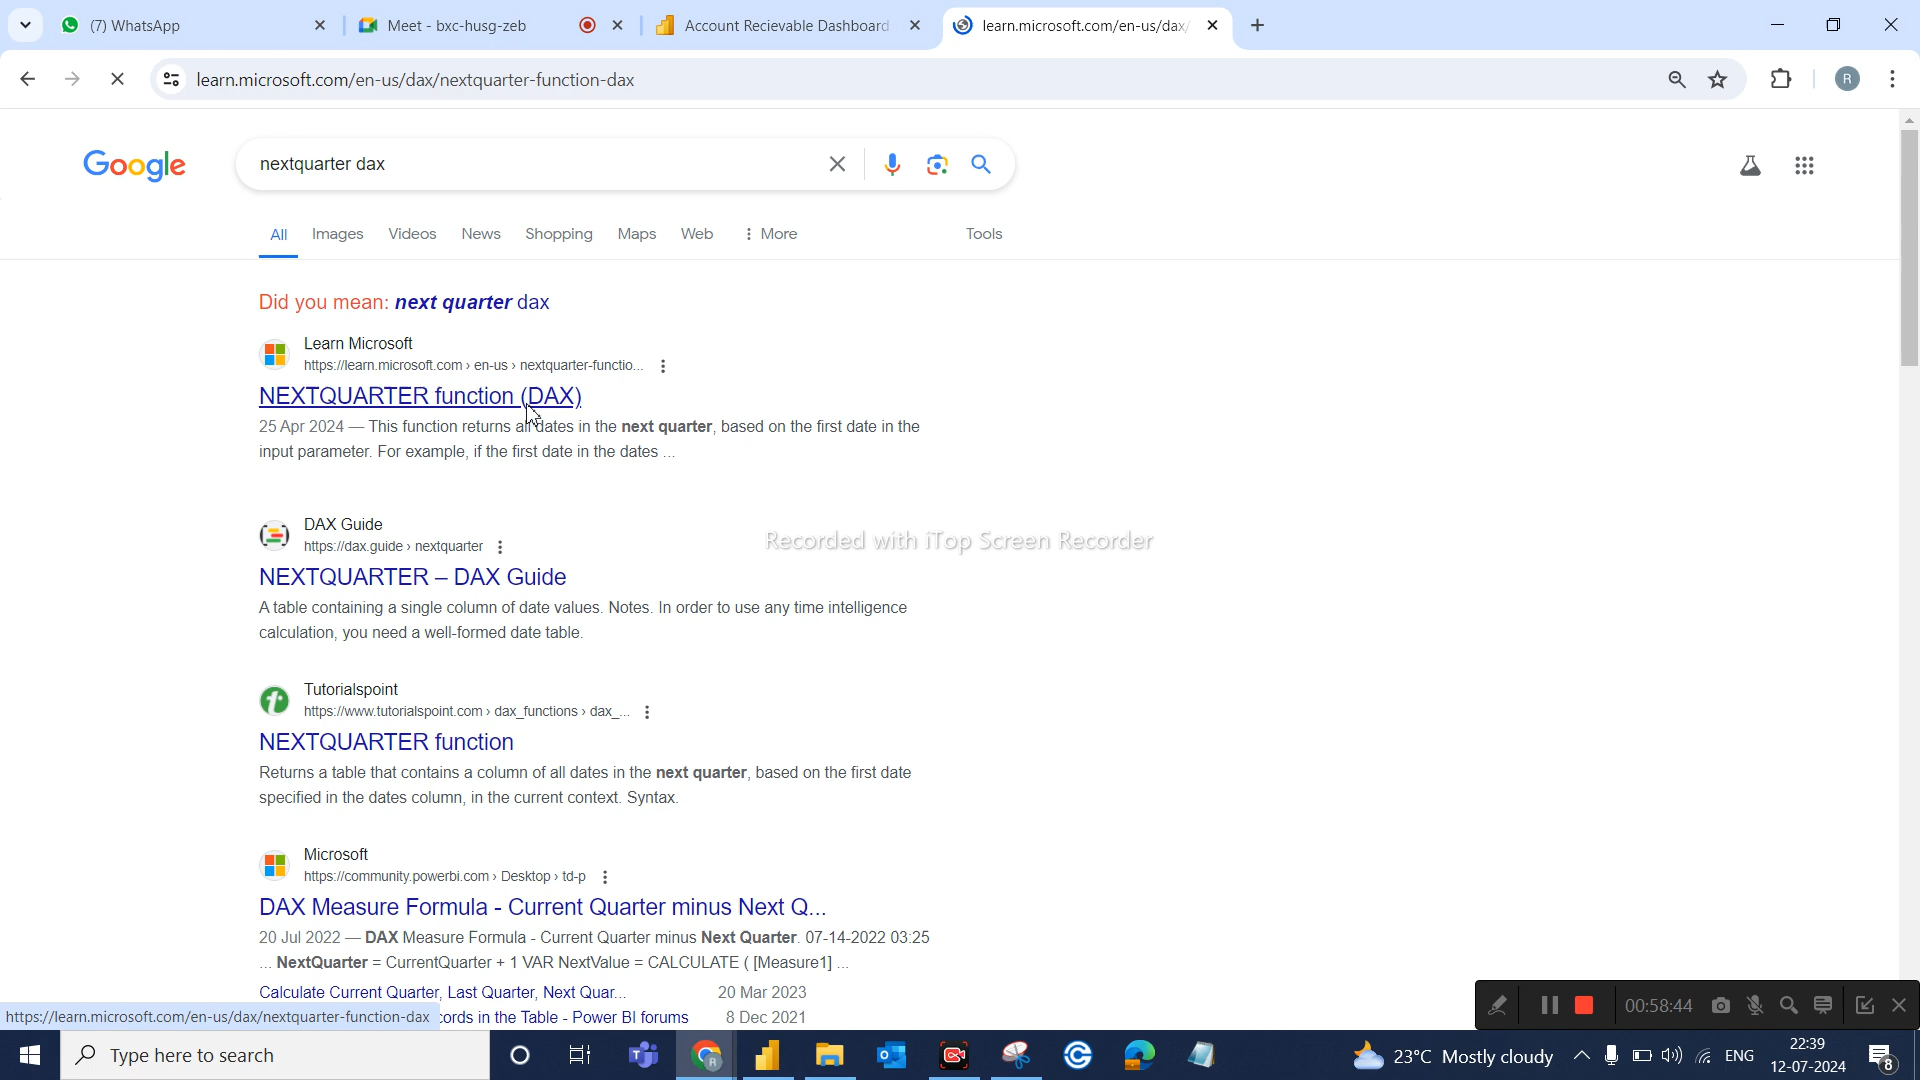 (7) WhatsApp
Meet - bxc-husg-zeb
Account Recievable Dashboard
learn.microsoft.com/en-us/dax/
learn.microsoft.com/en-us/dax/nextquarter-function-dax
R
Google
nextquarter dax
All
Images
Videos
News
Shopping
Maps
Web
More
Tools
Did you mean: next quarter dax
Learn Microsoft
https://learn.microsoft.com › en-us › nextquarter-functio...
NEXTQUARTER function (DAX)
25 Apr 2024 — This function returns all dates in the next quarter, based on the first date in the
input parameter. For example, if the first date in the dates ...
DAX Guide
https://dax.guide › nextquarter
Recorded with iTop Screen Recorder
NEXTQUARTER – DAX Guide
A table containing a single column of date values. Notes. In order to use any time intelligence
calculation, you need a well-formed date table.
Tutorialspoint
https://www.tutorialspoint.com › dax_functions › dax_...
NEXTQUARTER function
Returns a table that contains a column of all dates in the next quarter, based on the first date
specified in the dates column, in the current context. Syntax.
Microsoft
https://community.powerbi.com › Desktop › td-p
DAX Measure Formula - Current Quarter minus Next Q...
20 Jul 2022 — DAX Measure Formula - Current Quarter minus Next Quarter. 07-14-2022 03:25
... NextQuarter = CurrentQuarter + 1 VAR NextValue = CALCULATE ( [Measure1] ...
Calculate Current Quarter, Last Quarter, Next Quar...
20 Mar 2023
00:58:44
https://learn.microsoft.com/en-us/dax/nextquarter-function-dax
cords in the Table - Power BI forums
8 Dec 2021
Type here to search
23°C Mostly cloudy
ENG
22:39
12-07-2024
8